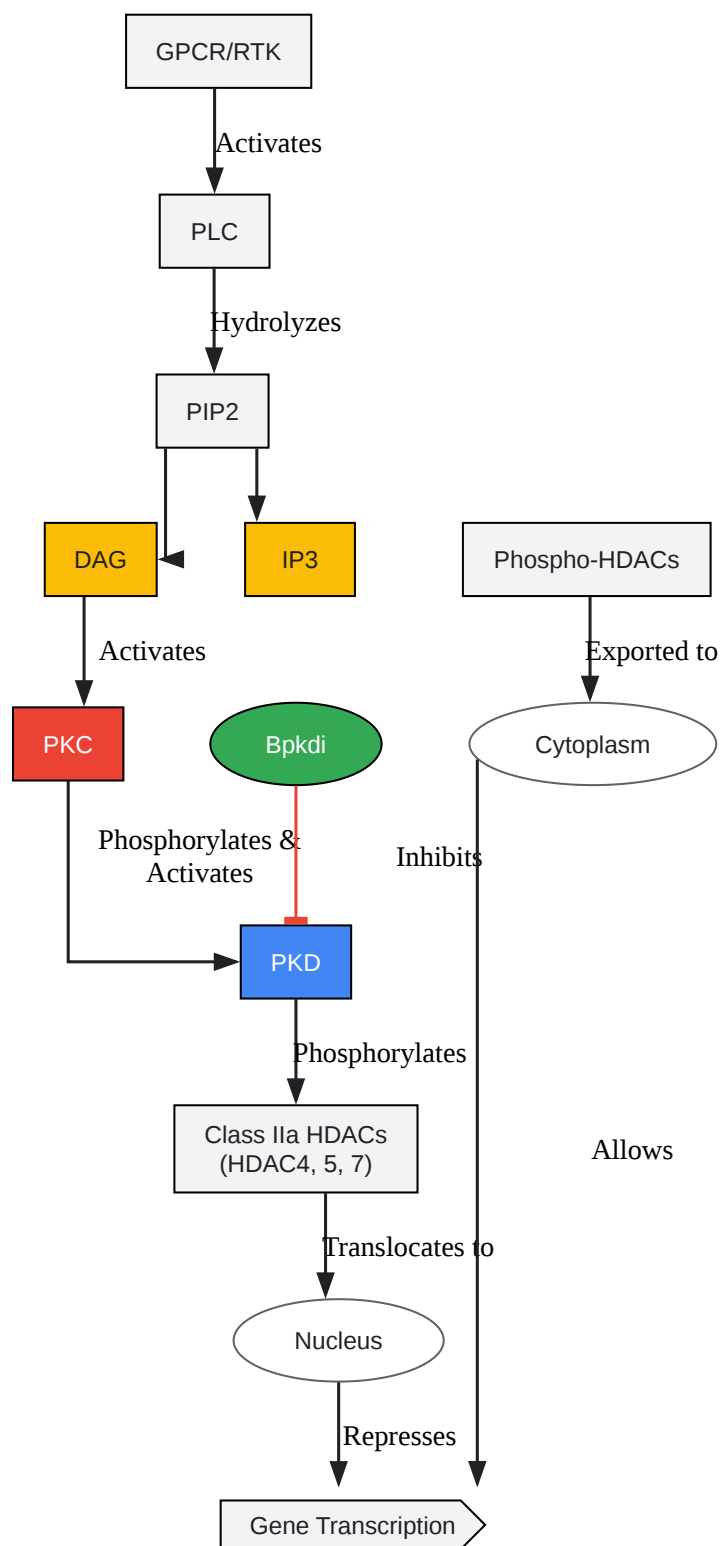 GPCR/RTK
Activates
PLC
Hydrolyzes
PIP2
DAG
IP3
Phospho-HDACs
Activates
Exported to
PKC
Bpkdi
Cytoplasm
Phosphorylates &
Activates
Inhibits
PKD
Phosphorylates
Class IIa HDACs
(HDAC4, 5, 7)
Allows
Translocates to
Nucleus
Represses
Gene Transcription